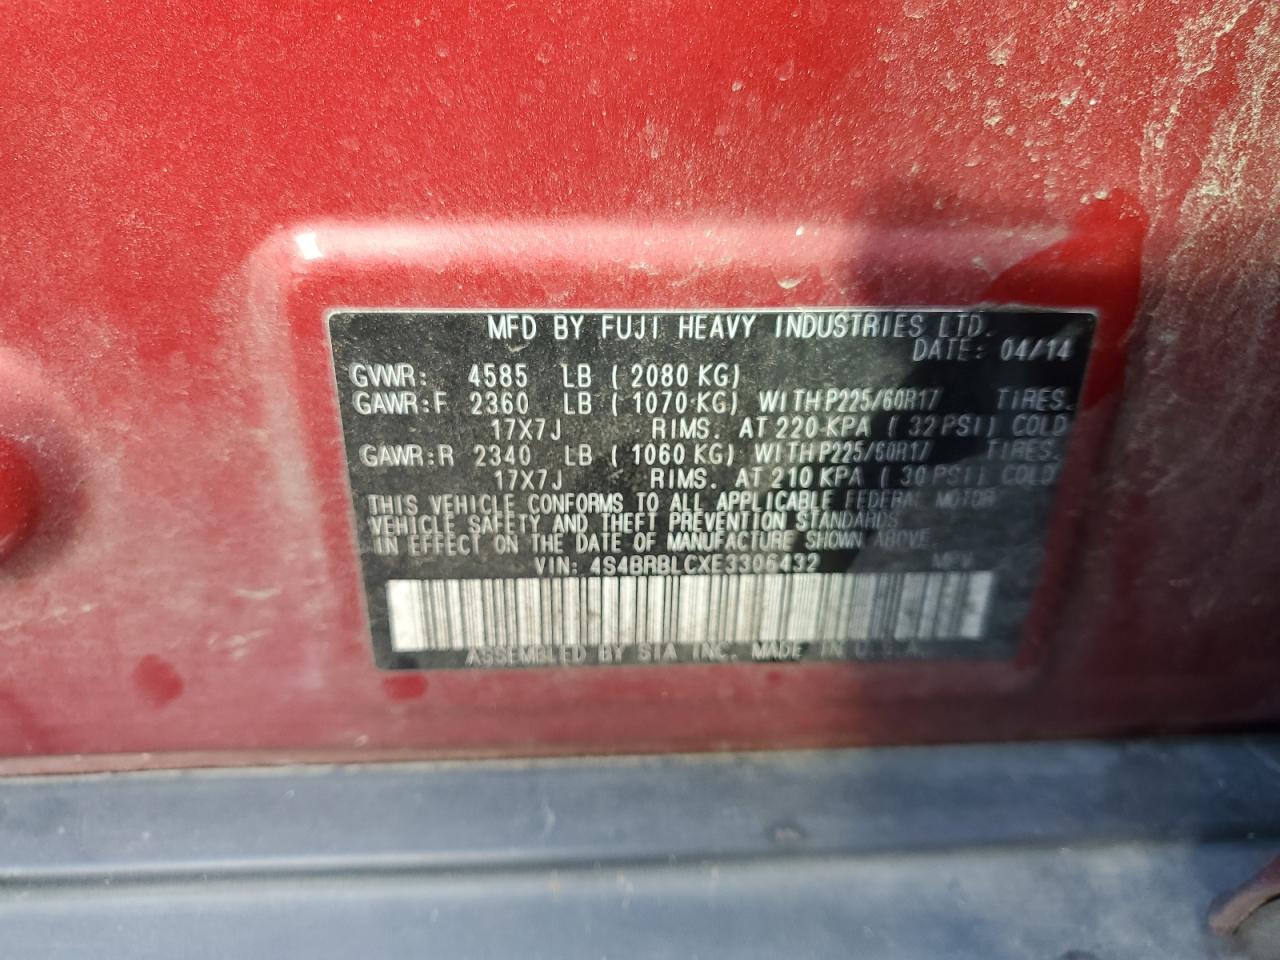 MFD BY FUJI HEAVY INDUSTRIES LTD.
DATE: 04/14
GVWR: 4585 LB ( 2080 KG)
GAWR:F 2360 LB ( 1070 KG) WITH P225/60R17 TIRES.
17X7J RIMS. AT 220 KPA ( 32 PSI) COLD
GAWR:R 2340 LB ( 1060 KG) WITH P225/60R17 TIRES.
17X7J RIMS. AT 210 KPA ( 30 PSI) COLD
THIS VEHICLE CONFORMS TO ALL APPLICABLE FEDERAL MOTOR
VEHICLE SAFETY AND THEFT PREVENTION STANDARDS
IN EFFECT ON THE DATE OF MANUFACTURE SHOWN ABOVE.
VIN: 4S4BRBLCXE3306432 MPV
ASSEMBLED BY SIA INC. MADE IN U.S.A.